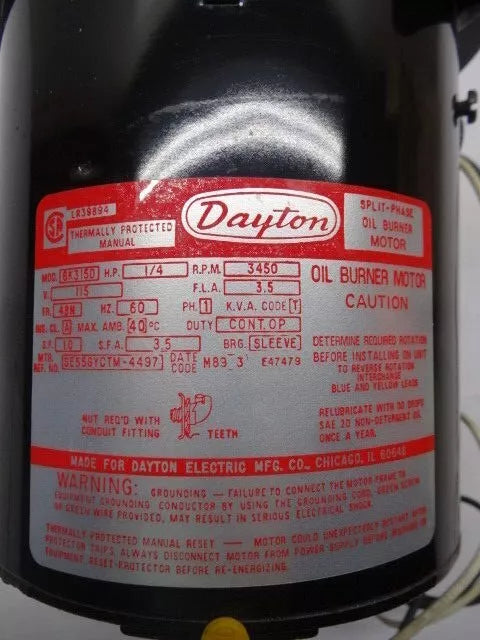 LR39894
THERMALLY PROTECTED
MANUAL
Dayton
SPLIT-PHASE
OIL BURNER
MOTOR
MOD. 6K315D H.P. 1/4 R.P.M. 3450
V. 115 F.L.A. 3.5
FR. 48N HZ. 60 PH. 1 K.V.A. CODE T
INS. CL. A MAX. AMB. 40 °C DUTY CONT.OP
S.F. 1.0 S.F.A. 3.5 BRG. SLEEVE
MTR. REF. NO. SE55GYCTM-4497 DATE CODE M89 3 E47479
OIL BURNER MOTOR
CAUTION
DETERMINE REQUIRED ROTATION
BEFORE INSTALLING ON UNIT
TO REVERSE ROTATION
INTERCHANGE
BLUE AND YELLOW LEADS
RELUBRICATE WITH 30 DROPS
SAE 20 NON-DETERGENT OIL
ONCE A YEAR.
NUT REQ'D WITH
CONDUIT FITTING
TEETH
MADE FOR DAYTON ELECTRIC MFG. CO., CHICAGO, IL 60648
WARNING: GROUNDING — FAILURE TO CONNECT THE MOTOR FRAME TO
EQUIPMENT GROUNDING CONDUCTOR BY USING THE GROUNDING CORD, GREEN SCREW
OR GREEN WIRE PROVIDED, MAY RESULT IN SERIOUS ELECTRICAL SHOCK.
THERMALLY PROTECTED MANUAL RESET — MOTOR COULD UNEXPECTEDLY RESTART AFTER
PROTECTOR TRIPS. ALWAYS DISCONNECT MOTOR FROM POWER SUPPLY BEFORE WORKING ON
EQUIPMENT. RESET-PROTECTOR BEFORE RE-ENERGIZING.